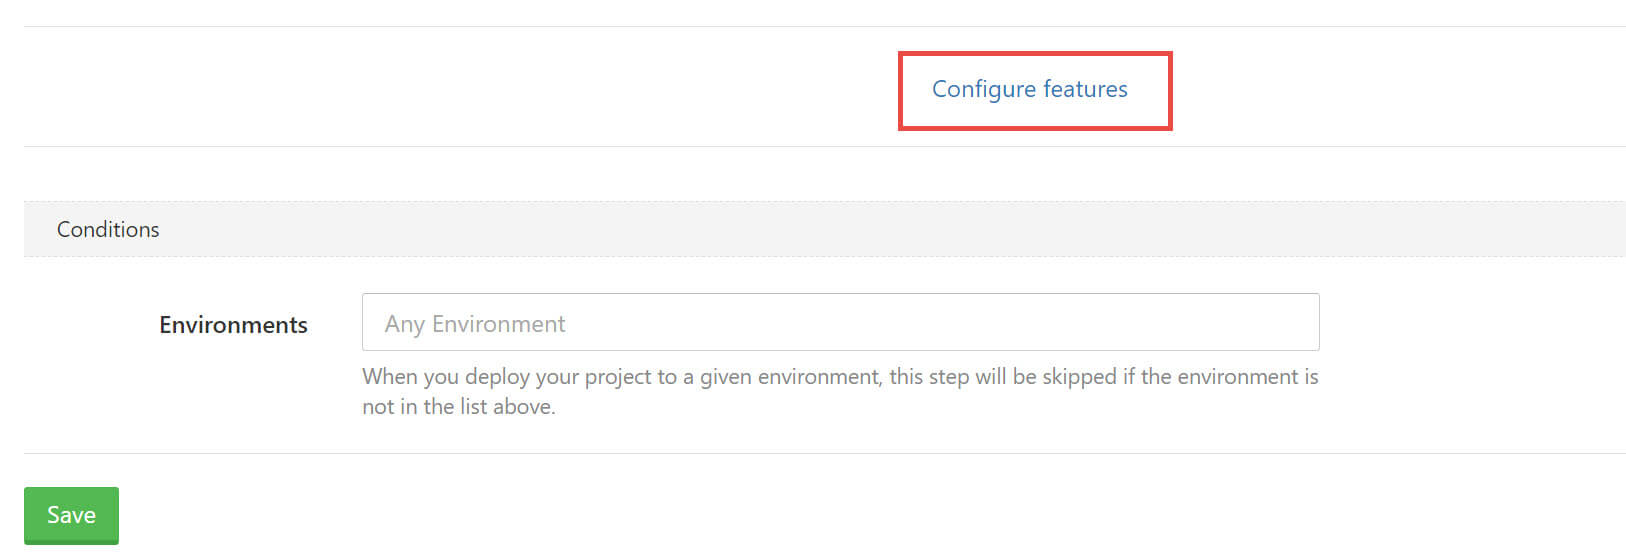 Configure features
Conditions
Environments
Any Environment
When you deploy your project to a given environment, this step will be skipped if the environment is
not in the list above.
Save